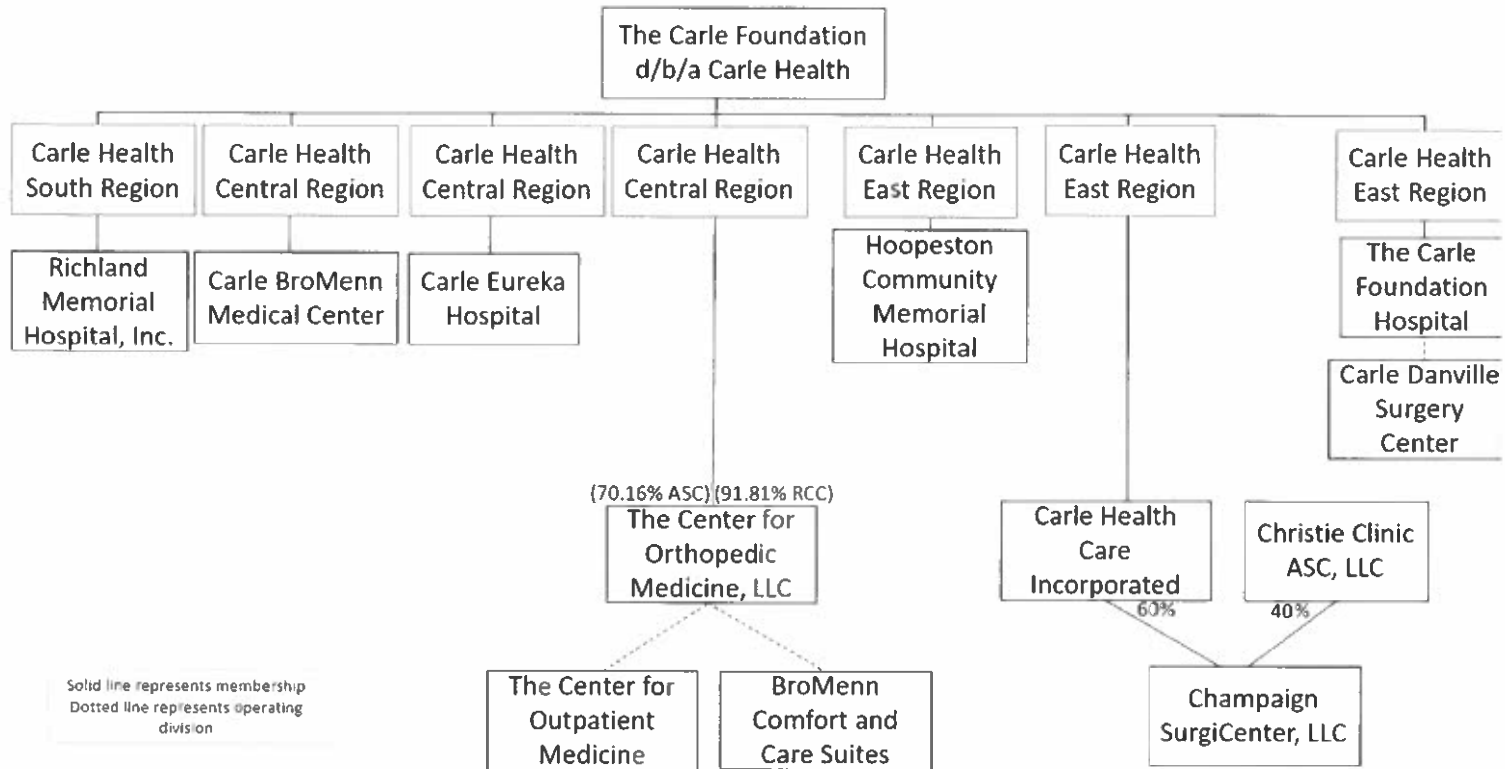 The Carle Foundation
d/b/a Carle Health
Carle Health
South Region
Carle Health
Central Region
Carle Health
Central Region
Carle Health
Central Region
Carle Health
East Region
Carle Health
East Region
Carle Health
East Region
Richland
Memorial
Hospital, Inc.
Carle BroMenn
Medical Center
Carle Eureka
Hospital
Hoopeston
Community
Memorial
Hospital
The Carle
Foundation
Hospital
Carle Danville
Surgery
Center
(70.16% ASC) (91.81% RCC)
The Center for
Orthopedic
Medicine, LLC
Carle Health
Care
Incorporated
Christie Clinic
ASC, LLC
60%
40%
The Center for
Outpatient
Medicine
BroMenn
Comfort and
Care Suites
Champaign
SurgiCenter, LLC
Solid line represents membership
Dotted line represents operating
division